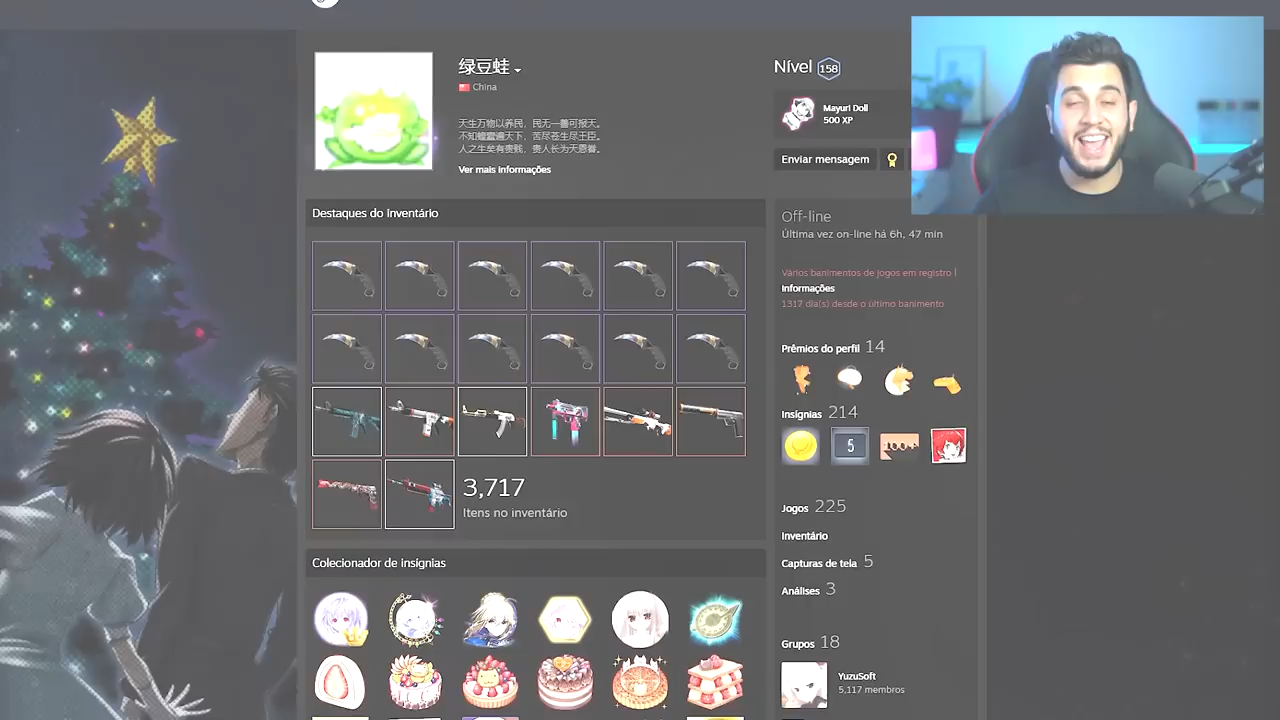 绿豆蛙
China
天生万物以养民，民无一善可报天。
不知蝗蠹遍天下，苦尽苍生尽王臣。
人之生矣有贵贱，贵人长为天恩眷。
Ver mais informações
Nível 158
Mayuri Doll
500 XP
Enviar mensagem
Destaques do inventário
3,717
Itens no inventário
Colecionador de insígnias
Off-line
Última vez on-line há 6h, 47 min
Vários banimentos de jogos em registro |
Informações
1317 dia(s) desde o último banimento
Prêmios do perfil 14
Insígnias 214
5
Jogos 225
Inventário
Capturas de tela 5
Análises 3
Grupos 18
YuzuSoft
5,117 membros